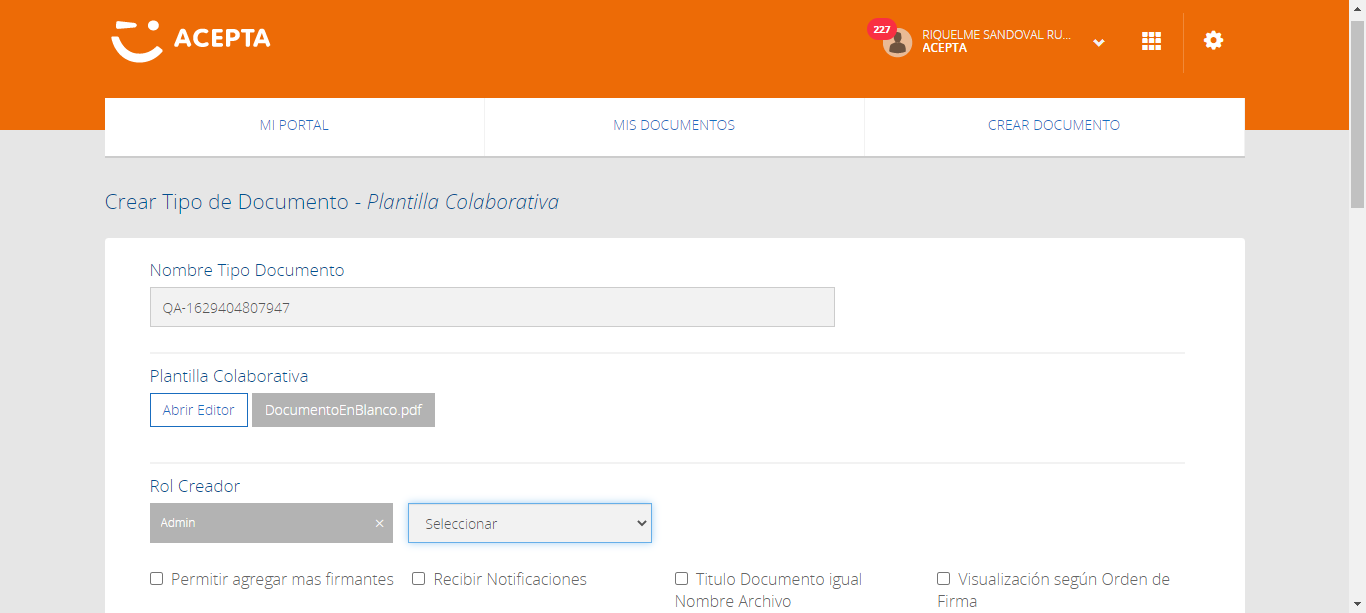 ACEPTA
227
RIQUELME SANDOVAL RU...
ACEPTA
MI PORTAL
MIS DOCUMENTOS
CREAR DOCUMENTO
Crear Tipo de Documento - Plantilla Colaborativa
Nombre Tipo Documento
QA-1629404807947
Plantilla Colaborativa
Abrir Editor
DocumentoEnBlanco.pdf
Rol Creador
Admin ×
Seleccionar
Permitir agregar mas firmantes
Recibir Notificaciones
Titulo Documento igual
Nombre Archivo
Visualización según Orden de
Firma